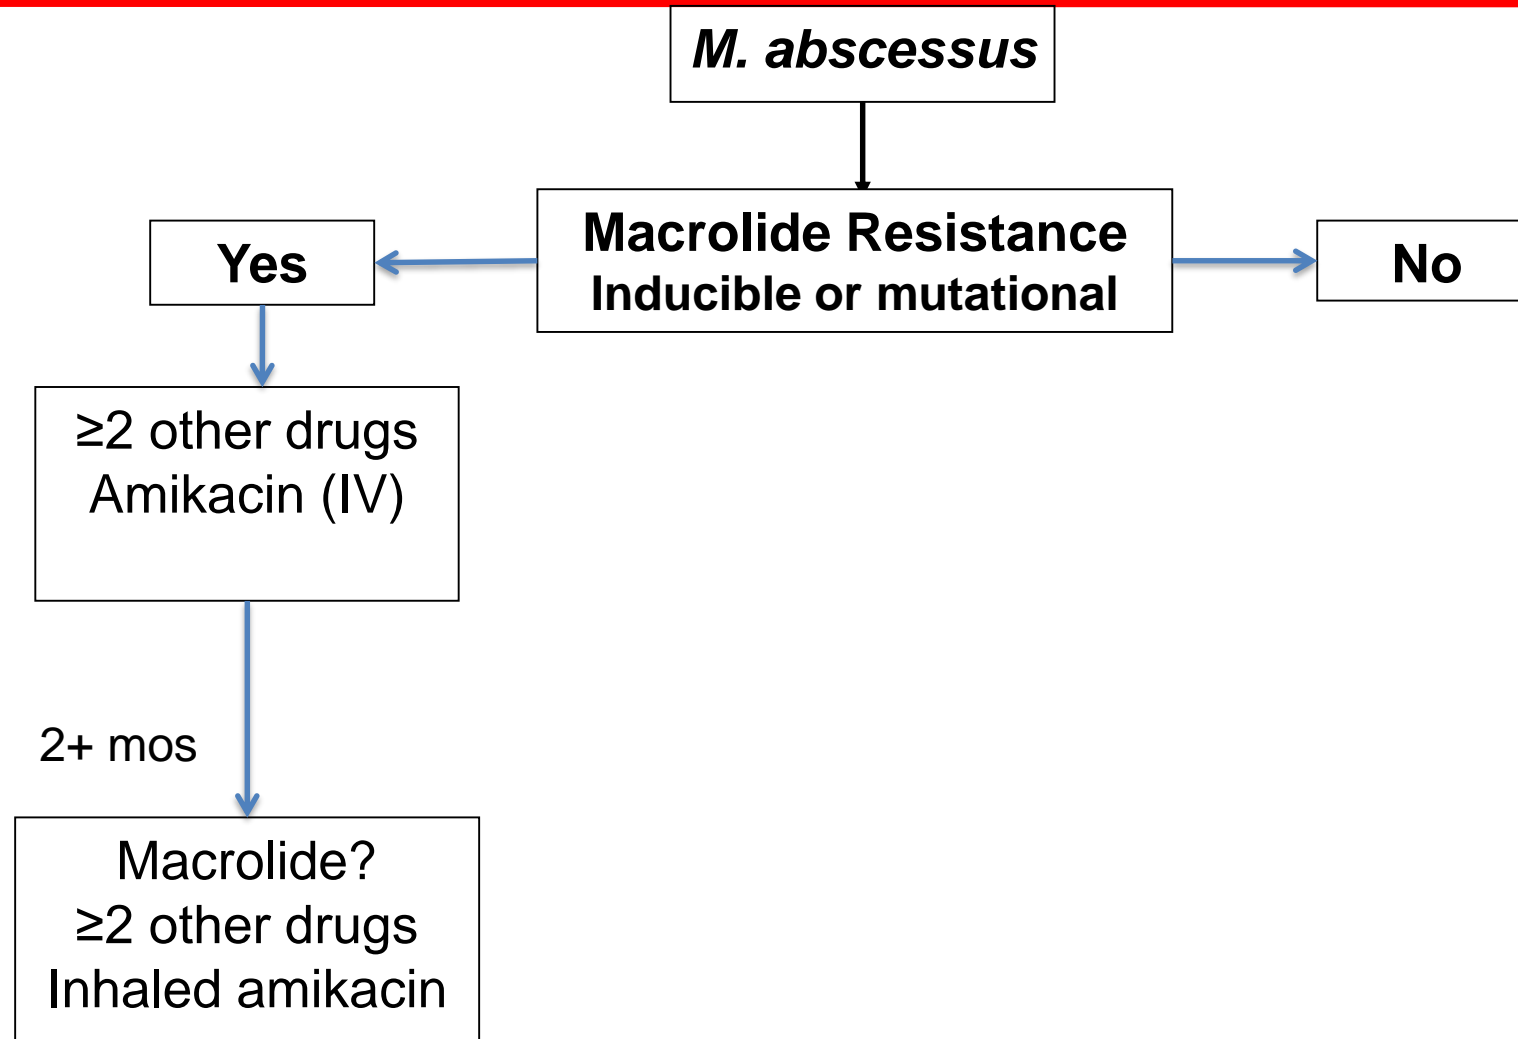 M. abscessus
Macrolide Resistance
Inducible or mutational
Yes
No
≥2 other drugs
Amikacin (IV)
2+ mos
Macrolide?
≥2 other drugs
Inhaled amikacin